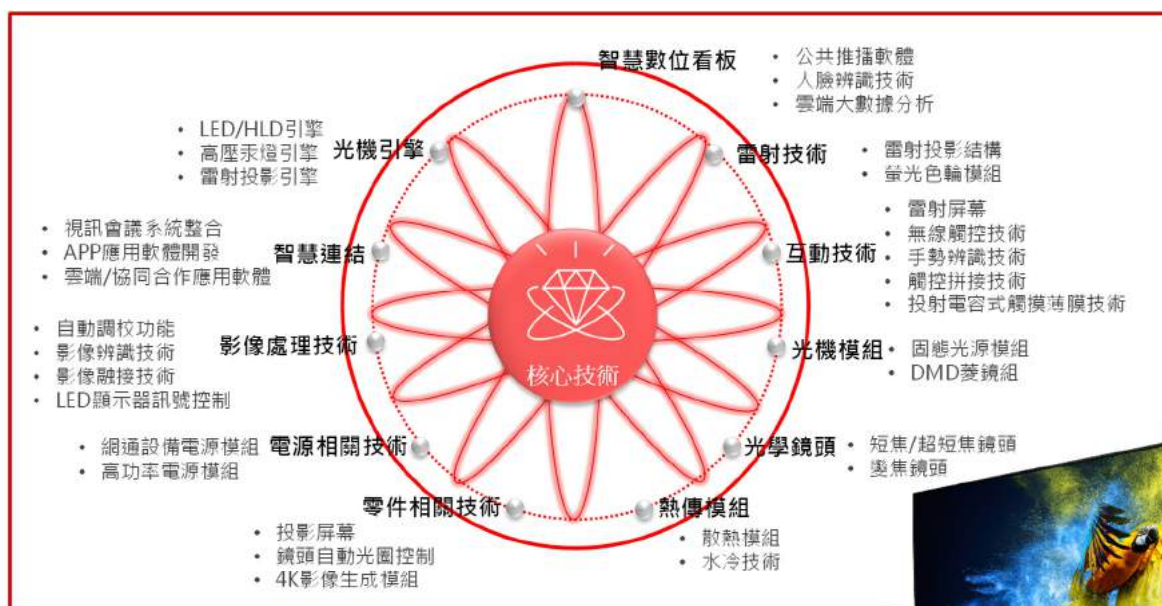 智慧數位看板
• 公共推播軟體
• 人臉辨識技術
• 雲端大數據分析
雷射技術
• 雷射投影結構
• 螢光色輪模組
互動技術
• 雷射屏幕
• 無線觸控技術
• 手勢辨識技術
• 觸控拼接技術
• 投射電容式觸摸薄膜技術
光機模組
• 固態光源模組
• DMD菱鏡組
光學鏡頭
• 短焦/超短焦鏡頭
• 變焦鏡頭
熱傳模組
• 散熱模組
• 水冷技術
零件相關技術
• 投影屏幕
• 鏡頭自動光圈控制
• 4K影像生成模組
電源相關技術
• 網通設備電源模組
• 高功率電源模組
影像處理技術
• 自動調校功能
• 影像辨識技術
• 影像融接技術
• LED顯示器訊號控制
智慧連結
• 視訊會議系統整合
• APP應用軟體開發
• 雲端/協同合作應用軟體
光機引擎
• LED/HLD引擎
• 高壓汞燈引擎
• 雷射投影引擎
核心技術